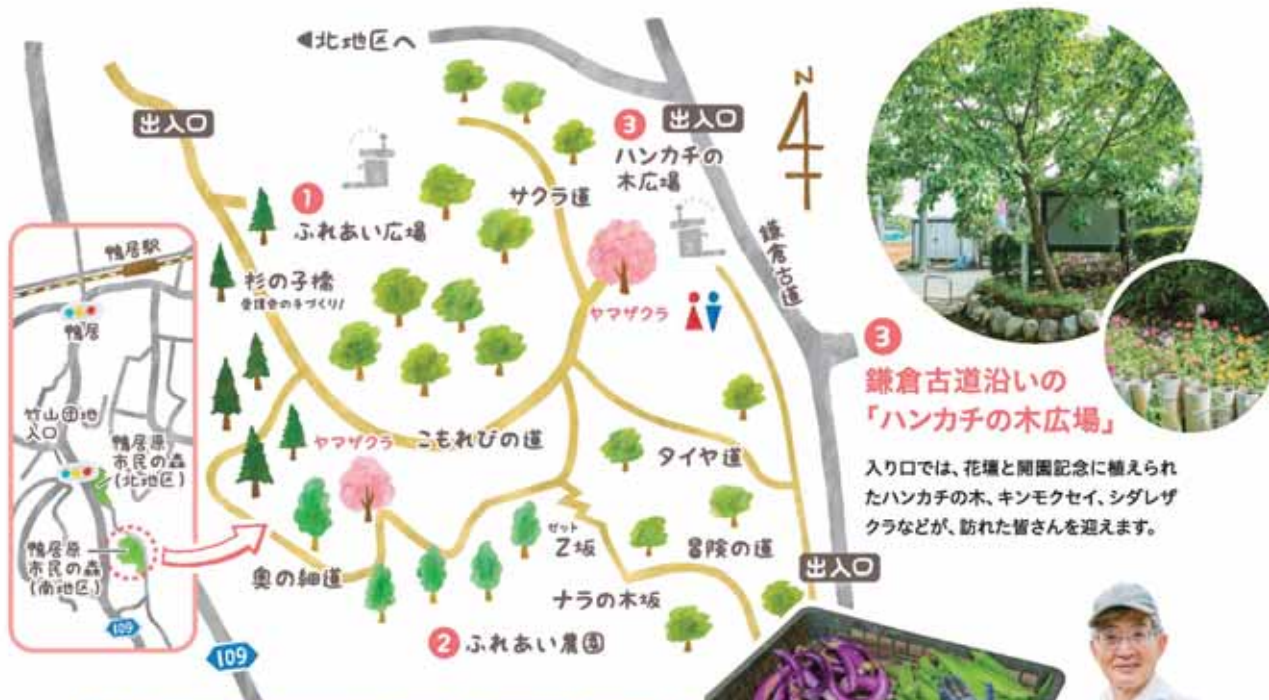 ◀北地区へ
出入口
③
ハンカチの
木広場
出入口
N
①
ふれあい広場
サクラ道
鎌倉古道
杉の子橋
愛護会の手づくり!
ヤマザクラ
ヤマザクラ
こもれびの道
タイヤ道
ゼット
Z坂
冒険の道
奥の細道
ナラの木坂
出入口
② ふれあい農園
109
鴨居駅
鴨居
竹山団地
入口
鴨居原
市民の森
(北地区)
鴨居原
市民の森
(南地区)
109
③
鎌倉古道沿いの
「ハンカチの木広場」
入り口では、花壇と開園記念に植えられ
たハンカチの木、キンモクセイ、シダレザ
クラなどが、訪れた皆さんを迎えます。